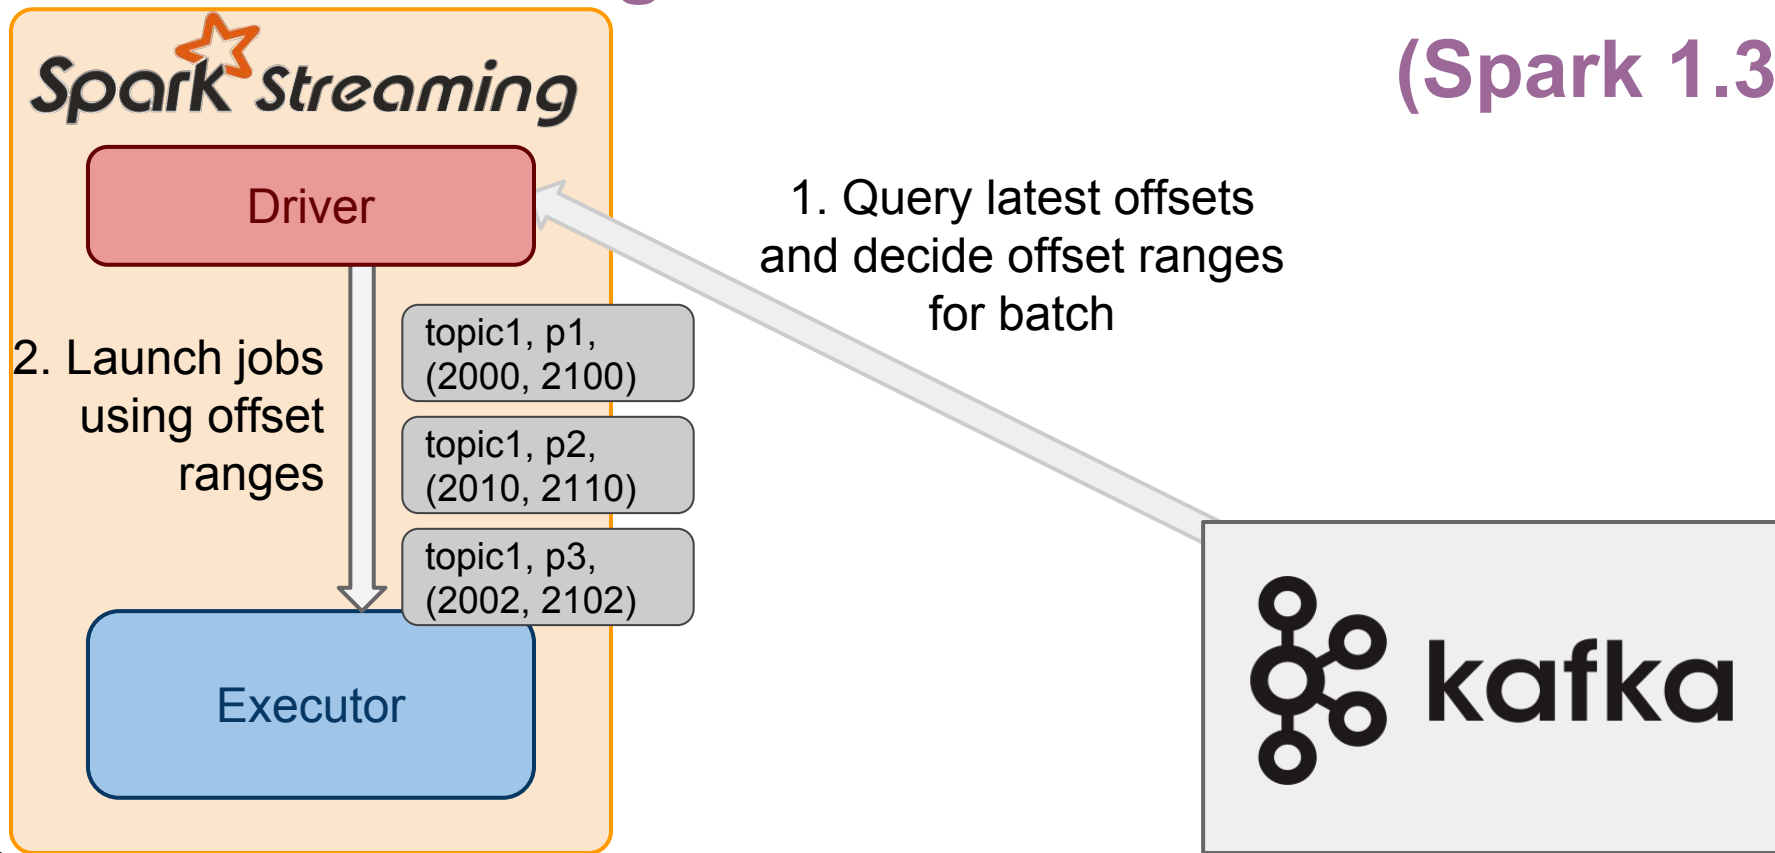 (Spark 1.3
Spark Streaming
Driver
1. Query latest offsets
and decide offset ranges
for batch
2. Launch jobs
using offset
ranges
topic1, p1,
(2000, 2100)
topic1, p2,
(2010, 2110)
topic1, p3,
(2002, 2102)
Executor
kafka